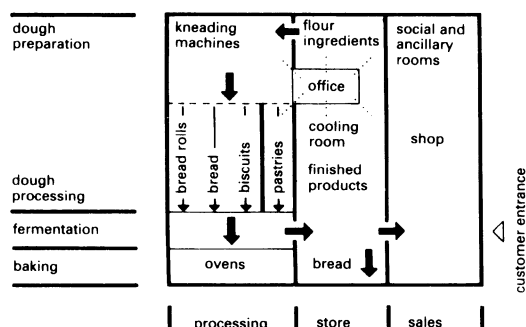 dough
preparation
kneading
machines
flour
ingredients
social and
ancillary
rooms
office
cooling
room
finished
products
shop
bread rolls
bread
biscuits
pastries
dough
processing
fermentation
baking
ovens
bread
customer entrance
processing
store
sales